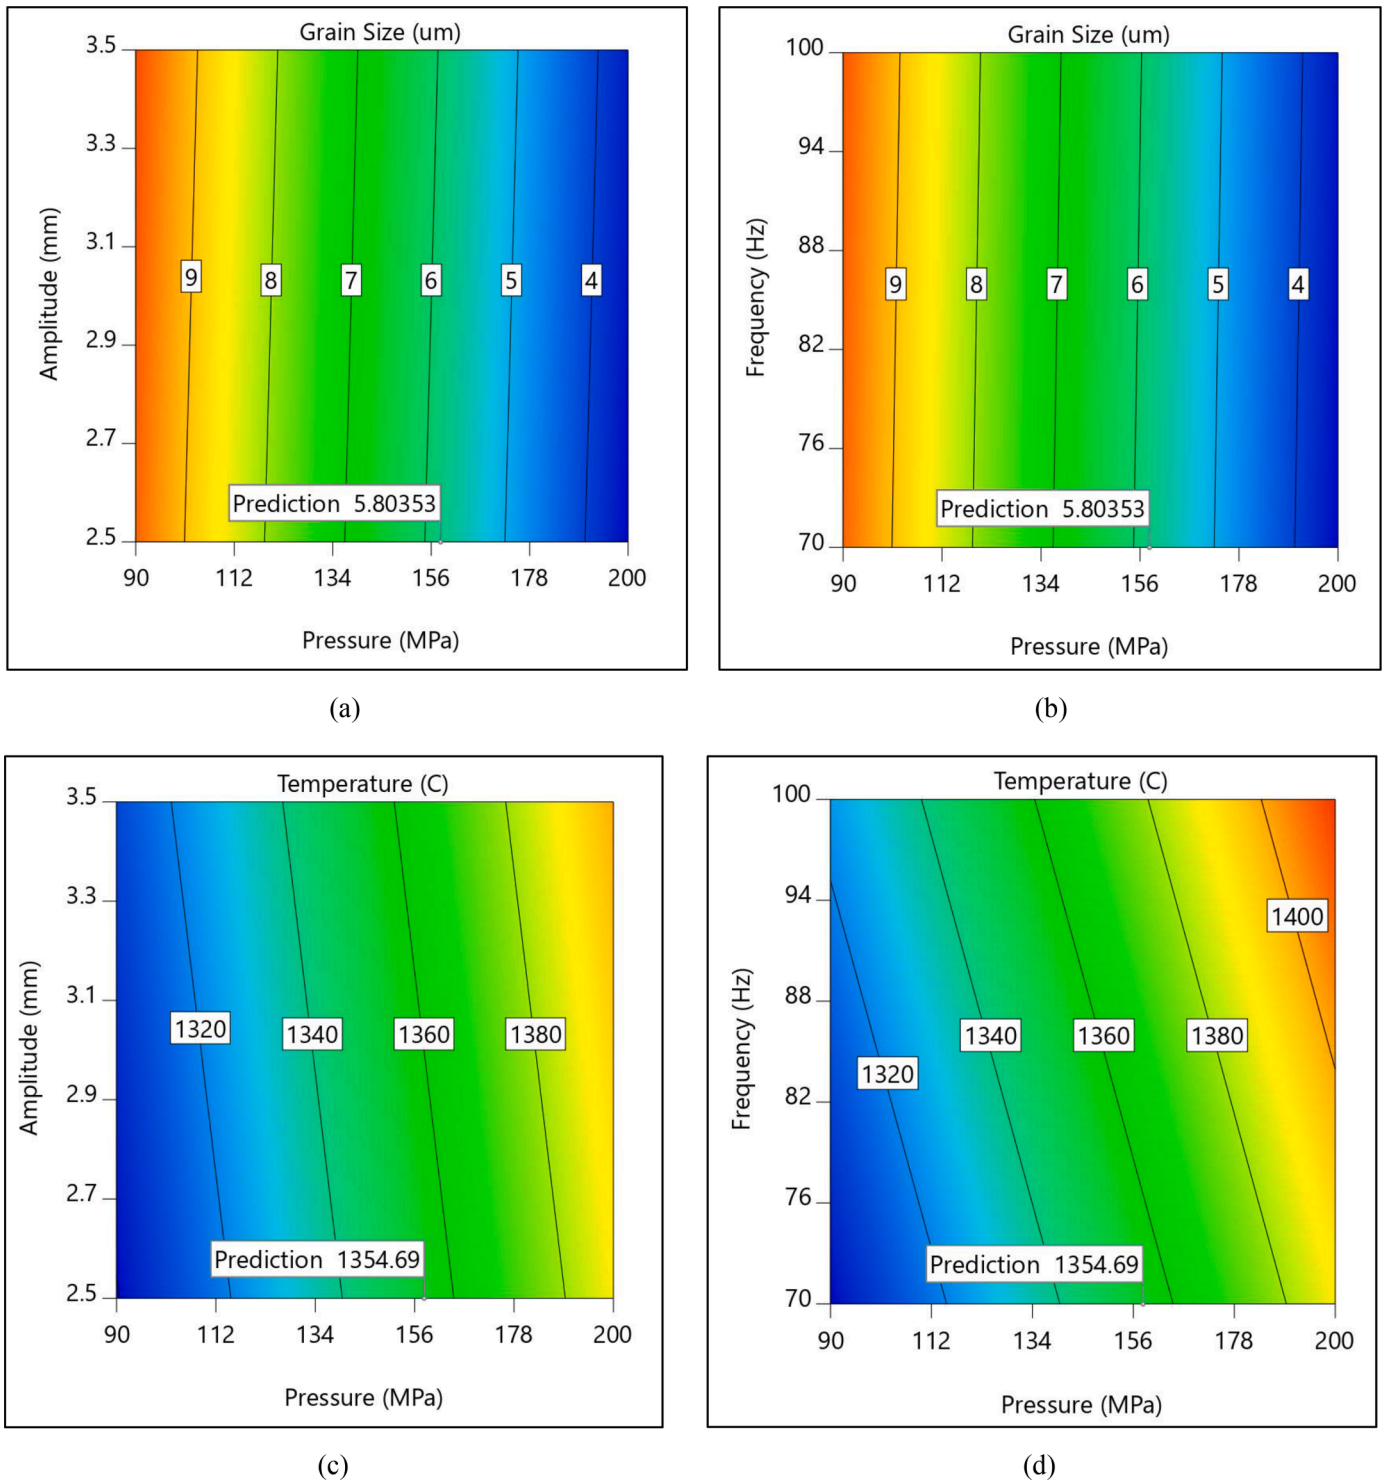 Grain Size (um)
3.5
3.3
3.1
2.9
2.7
2.5
Amplitude (mm)
9
8
7
6
5
4
Prediction 5.80353
90 112 134 156 178 200
Pressure (MPa)
(a)
Grain Size (um)
100
94
88
82
76
70
Frequency (Hz)
9
8
7
6
5
4
Prediction 5.80353
90 112 134 156 178 200
Pressure (MPa)
(b)
Temperature (C)
3.5
3.3
3.1
2.9
2.7
2.5
Amplitude (mm)
1320
1340
1360
1380
Prediction 1354.69
90 112 134 156 178 200
Pressure (MPa)
(c)
Temperature (C)
100
94
88
82
76
70
Frequency (Hz)
1400
1340
1360
1380
1320
Prediction 1354.69
90 112 134 156 178 200
Pressure (MPa)
(d)